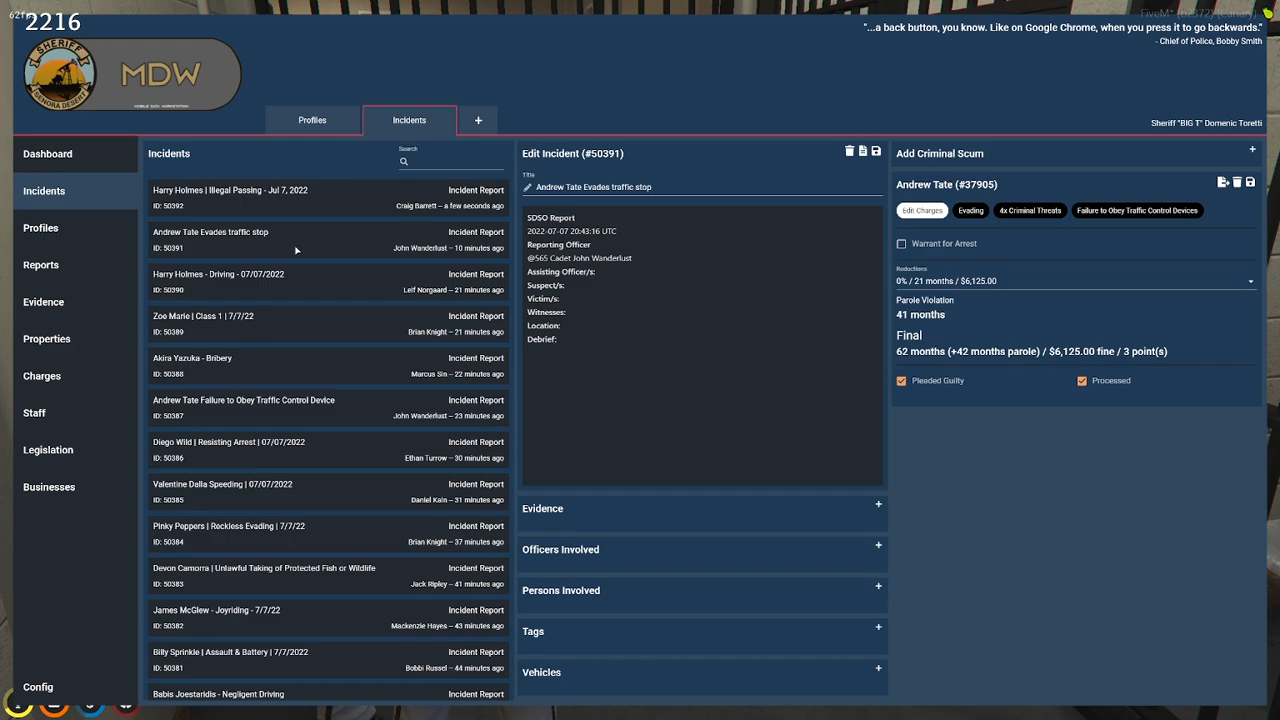 62fps
2216
FiveM* (b2372)(Canary)
"...a back button, you know. Like on Google Chrome, when you press it to go backwards."
- Chief of Police, Bobby Smith
SHERIFF
SENORA DESERT
MDW
MOBILE DATA WORKSTATION
Profiles
Incidents
+
Sheriff "BIG T" Domenic Toretti
Dashboard
Incidents
Profiles
Reports
Evidence
Properties
Charges
Staff
Legislation
Businesses
Config
Incidents
Search
Harry Holmes | Illegal Passing - Jul 7, 2022 Incident Report
ID: 50392 Craig Barrett – a few seconds ago
Andrew Tate Evades traffic stop Incident Report
ID: 50391 John Wanderlust – 10 minutes ago
Harry Holmes - Driving - 07/07/2022 Incident Report
ID: 50390 Leif Norgaard – 21 minutes ago
Zoe Marie | Class 1 | 7/7/22 Incident Report
ID: 50389 Brian Knight – 21 minutes ago
Akira Yazuka - Bribery Incident Report
ID: 50388 Marcus Sin – 22 minutes ago
Andrew Tate Failure to Obey Traffic Control Device Incident Report
ID: 50387 John Wanderlust – 23 minutes ago
Diego Wild | Resisting Arrest | 07/07/2022 Incident Report
ID: 50386 Ethan Turrow – 30 minutes ago
Valentine Dalla Speeding | 07/07/2022 Incident Report
ID: 50385 Daniel Kain – 31 minutes ago
Pinky Peppers | Reckless Evading | 7/7/22 Incident Report
ID: 50384 Brian Knight – 37 minutes ago
Devon Camorra | Unlawful Taking of Protected Fish or Wildlife Incident Report
ID: 50383 Jack Ripley – 41 minutes ago
James McGlew - Joyriding - 7/7/22 Incident Report
ID: 50382 Mackenzie Hayes – 43 minutes ago
Billy Sprinkle | Assault & Battery | 7/7/2022 Incident Report
ID: 50381 Bobbi Russel – 44 minutes ago
Babis Joestaridis - Negligent Driving Incident Report
Edit Incident (#50391)
Title
Andrew Tate Evades traffic stop
SDSO Report
2022-07-07 20:43:16 UTC
Reporting Officer
@565 Cadet John Wanderlust
Assisting Officer/s:
Suspect/s:
Victim/s:
Witnesses:
Location:
Debrief:
Evidence +
Officers Involved +
Persons Involved +
Tags +
Vehicles +
Add Criminal Scum +
Andrew Tate (#37905)
Edit Charges Evading 4x Criminal Threats Failure to Obey Traffic Control Devices
Warrant for Arrest
Reductions
0% / 21 months / $6,125.00
Parole Violation
41 months
Final
62 months (+42 months parole) / $6,125.00 fine / 3 point(s)
Pleaded Guilty Processed